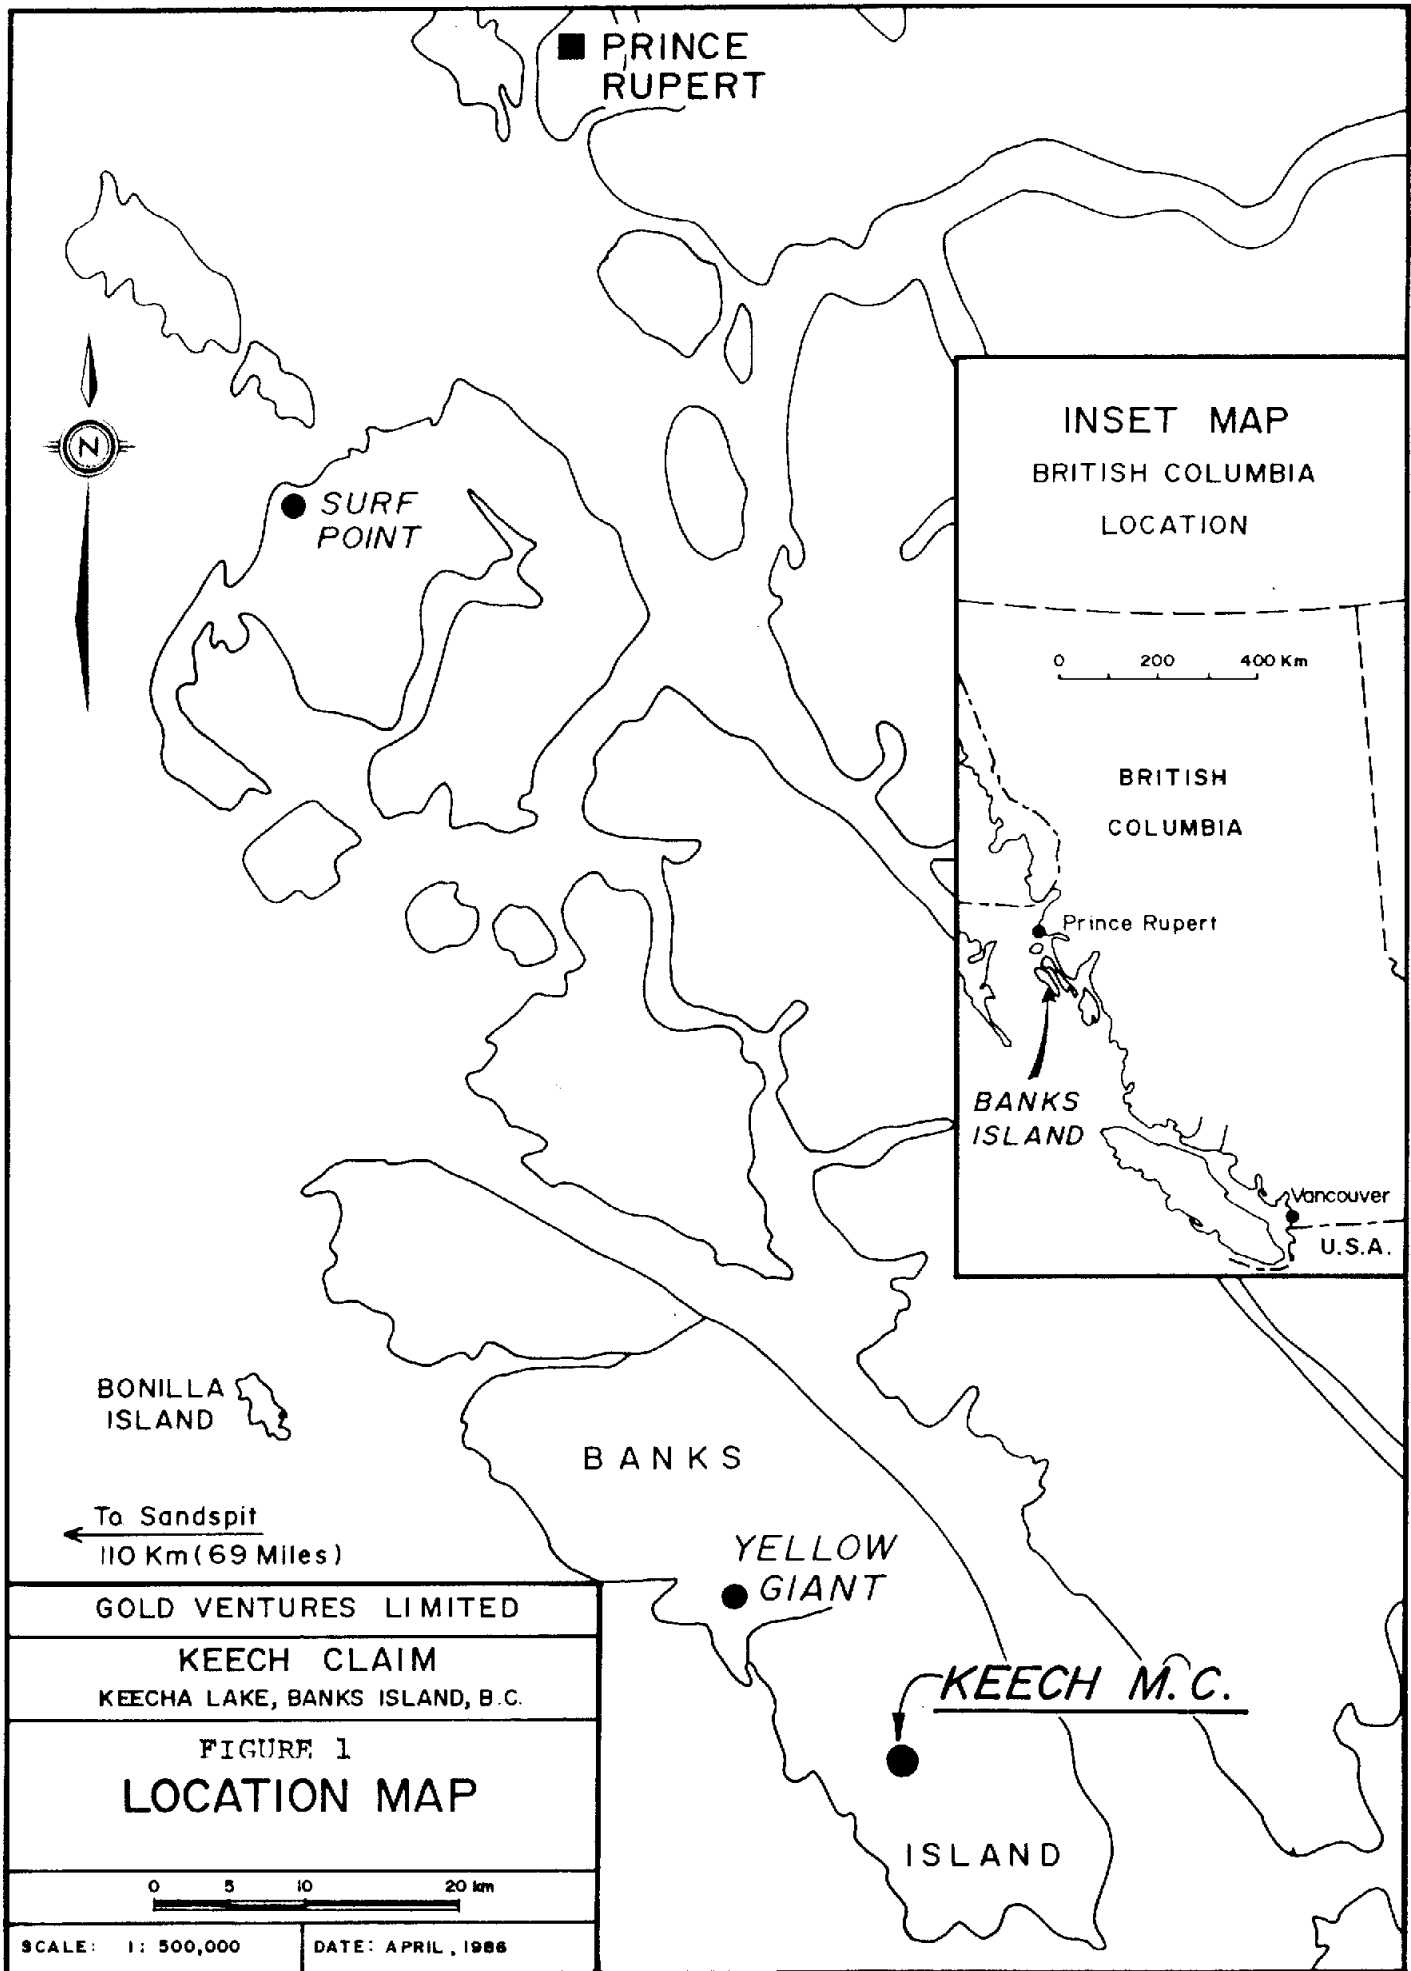 PRINCE
RUPERT
N
SURF
POINT
INSET MAP
BRITISH COLUMBIA
LOCATION
0 200 400 Km
BRITISH
COLUMBIA
Prince Rupert
BANKS
ISLAND
Vancouver
U.S.A.
BONILLA
ISLAND
BANKS
To Sandspit
110 Km (69 Miles)
YELLOW
GIANT
KEECH M.C.
ISLAND
GOLD VENTURES LIMITED
KEECH CLAIM
KEECHA LAKE, BANKS ISLAND, B.C.
FIGURE 1
LOCATION MAP
0 5 10 20 km
SCALE: 1: 500,000
DATE: APRIL, 1986